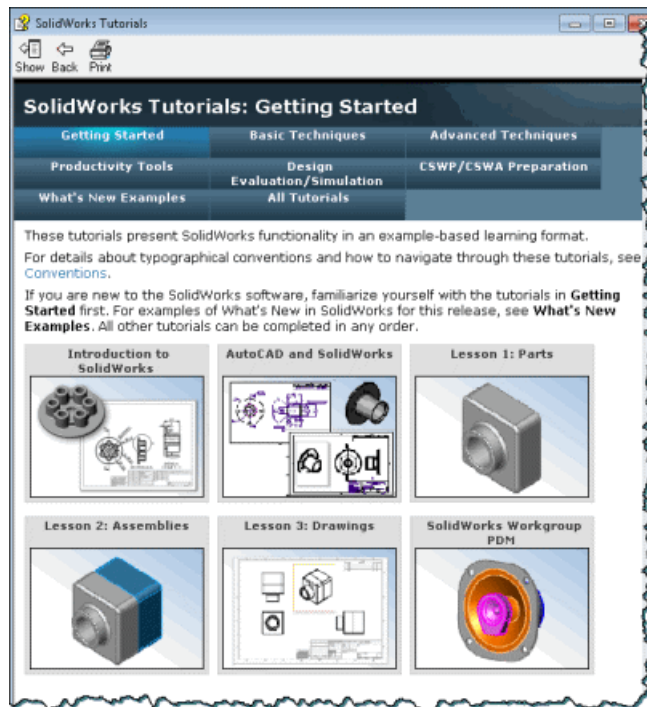 SolidWorks Tutorials
Show Back Print
SolidWorks Tutorials: Getting Started
Getting Started Basic Techniques Advanced Techniques
Productivity Tools Design Evaluation/Simulation CSWP/CSWA Preparation
What's New Examples All Tutorials
These tutorials present SolidWorks functionality in an example-based learning format.
For details about typographical conventions and how to navigate through these tutorials, see
Conventions.
If you are new to the SolidWorks software, familiarize yourself with the tutorials in Getting
Started first. For examples of What's New in SolidWorks for this release, see What's New
Examples. All other tutorials can be completed in any order.
Introduction to SolidWorks AutoCAD and SolidWorks Lesson 1: Parts
Lesson 2: Assemblies Lesson 3: Drawings SolidWorks Workgroup PDM